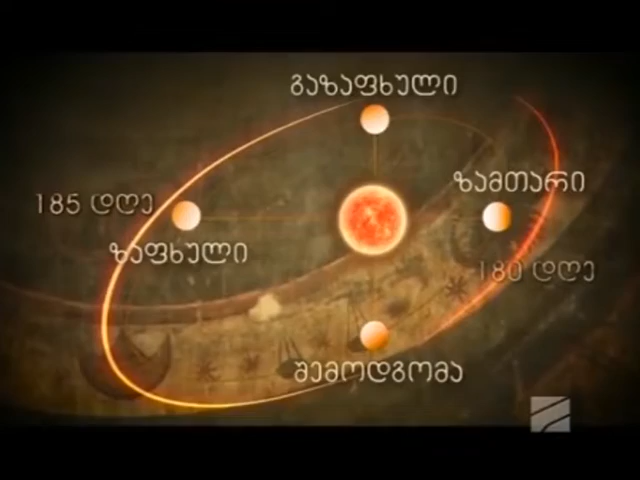 გაზაფხული
ზამთარი
185 დღე
ზაფხული
180 დღე
შემოდგომა